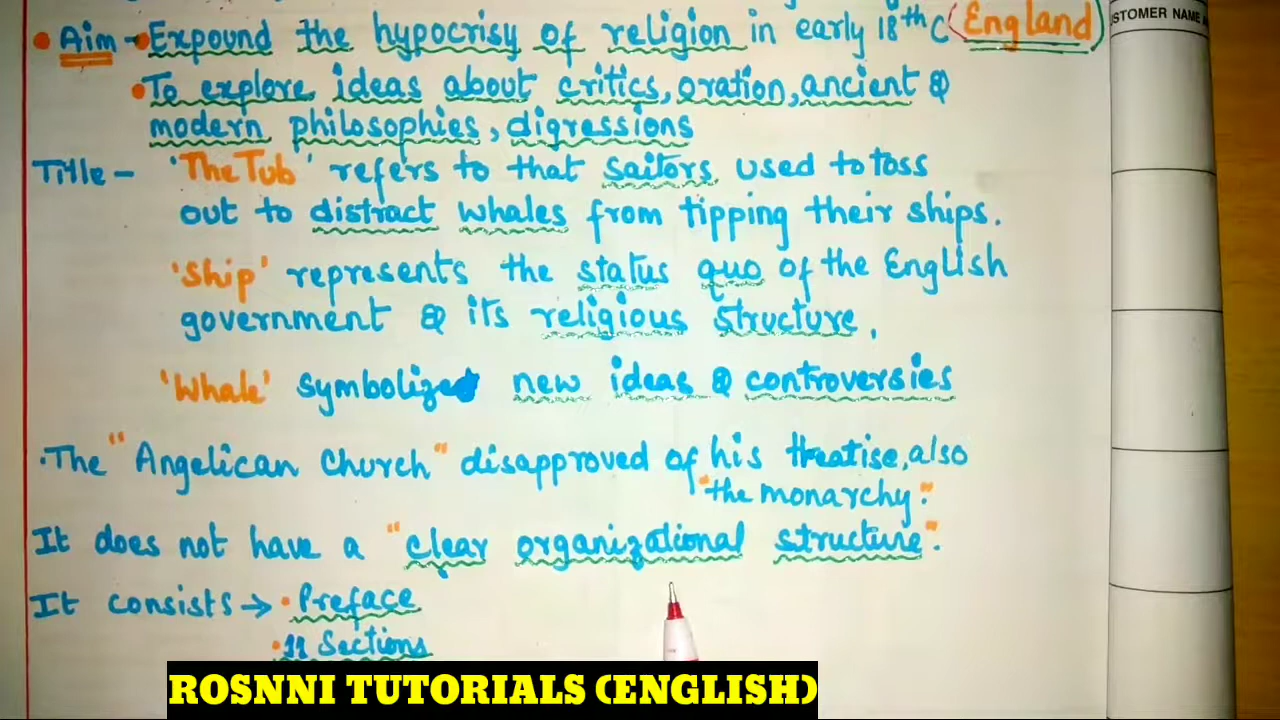 • Aim - • Expound the hypocrisy of religion in early 18th C (England)
• To explore ideas about critics, oration, ancient &
modern philosophies, digressions
Title - 'The Tub' refers to that sailors used to toss
out to distract whales from tipping their ships.
'Ship' represents the status quo of the English
government & its religious structure,
'Whale' symbolized new ideas & controversies
• The "Angelican Church" disapproved of his treatise, also
"the monarchy."
It does not have a "clear organizational structure".
It consists → • Preface
• 11 Sections
CUSTOMER NAME
ROSNNI TUTORIALS (ENGLISH)